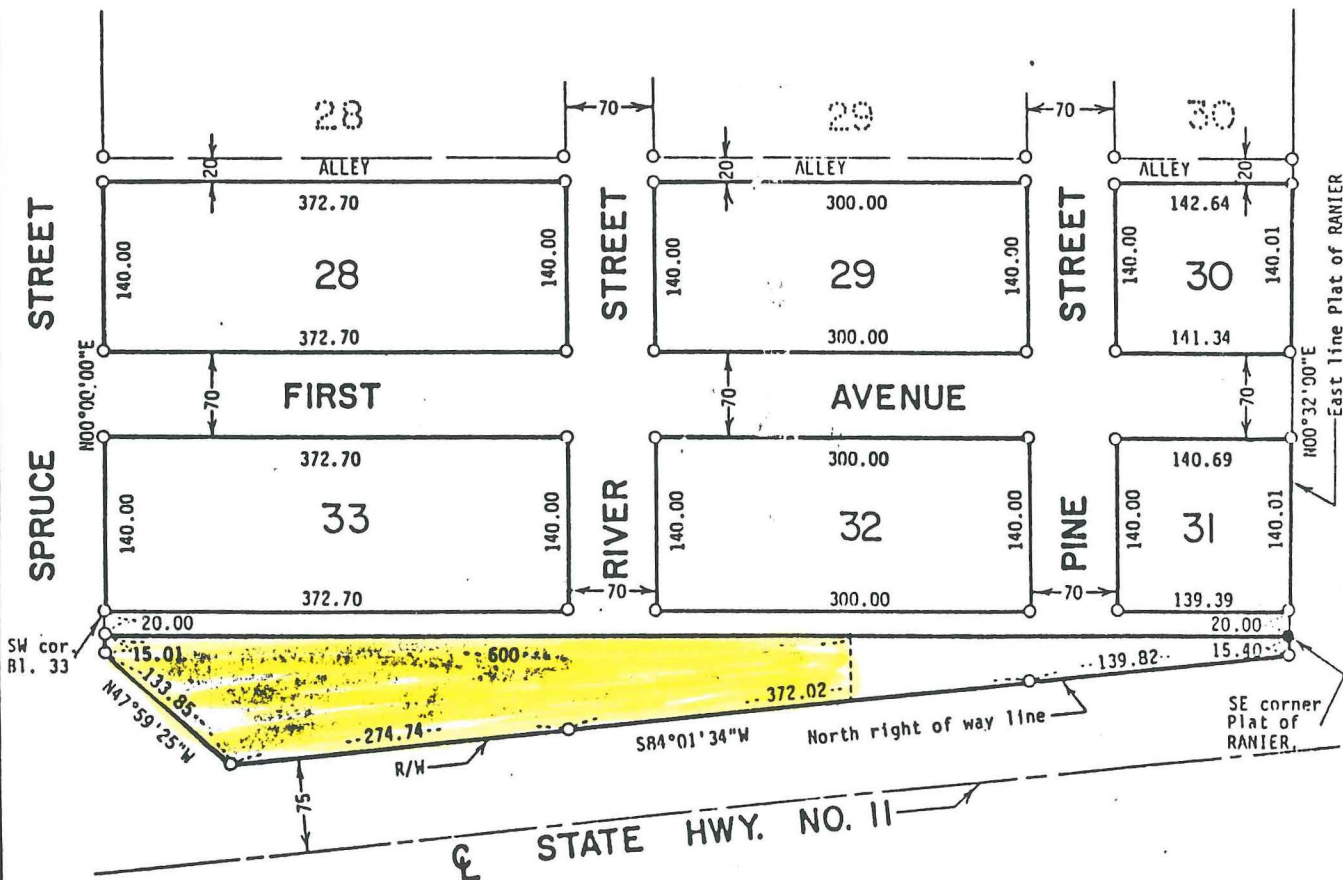 70
70
28
29
30
20
ALLEY
20
ALLEY
ALLEY
20
372.70
300.00
142.64
STREET
140.00
28
140.00
STREET
140.00
29
140.00
STREET
140.00
30
140.01
East line Plat of RANIER
372.70
300.00
141.34
N00°00'00"E
70
FIRST
70
AVENUE
70
N00°32'00"E
372.70
300.00
140.69
SPRUCE
140.00
33
140.00
RIVER
140.00
32
140.00
PINE
140.00
31
140.01
372.70
70
300.00
70
139.39
SW cor.
Bl. 33
20.00
20.00
15.01
600
139.82
15.40
133.85
N47°59'25"W
372.02
274.74
S84°01'34"W
North right of way line
SE corner
Plat of
RANIER.
R/W
75
℄ STATE HWY. NO. 11